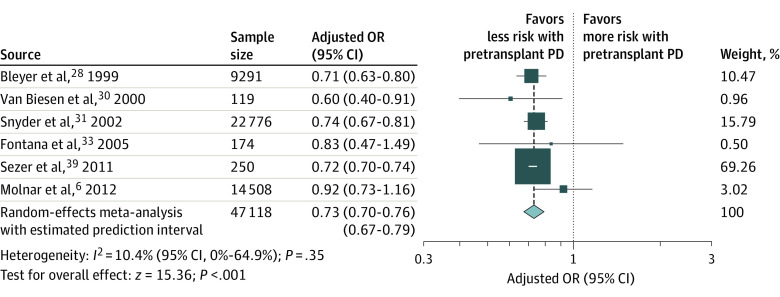 Favors less risk with pretransplant PD
Favors more risk with pretransplant PD
Source Sample size Adjusted OR (95% CI) Weight, %
Bleyer et al,28 1999 9291 0.71 (0.63-0.80) 10.47
Van Biesen et al,30 2000 119 0.60 (0.40-0.91) 0.96
Snyder et al,31 2002 22 776 0.74 (0.67-0.81) 15.79
Fontana et al,33 2005 174 0.83 (0.47-1.49) 0.50
Sezer et al,39 2011 250 0.72 (0.70-0.74) 69.26
Molnar et al,6 2012 14 508 0.92 (0.73-1.16) 3.02
Random-effects meta-analysis 47 118 0.73 (0.70-0.76) 100
with estimated prediction interval (0.67-0.79)
Heterogeneity: I2 = 10.4% (95% CI, 0%-64.9%); P = .35
Test for overall effect: z = 15.36; P <.001
0.3 1 3
Adjusted OR (95% CI)